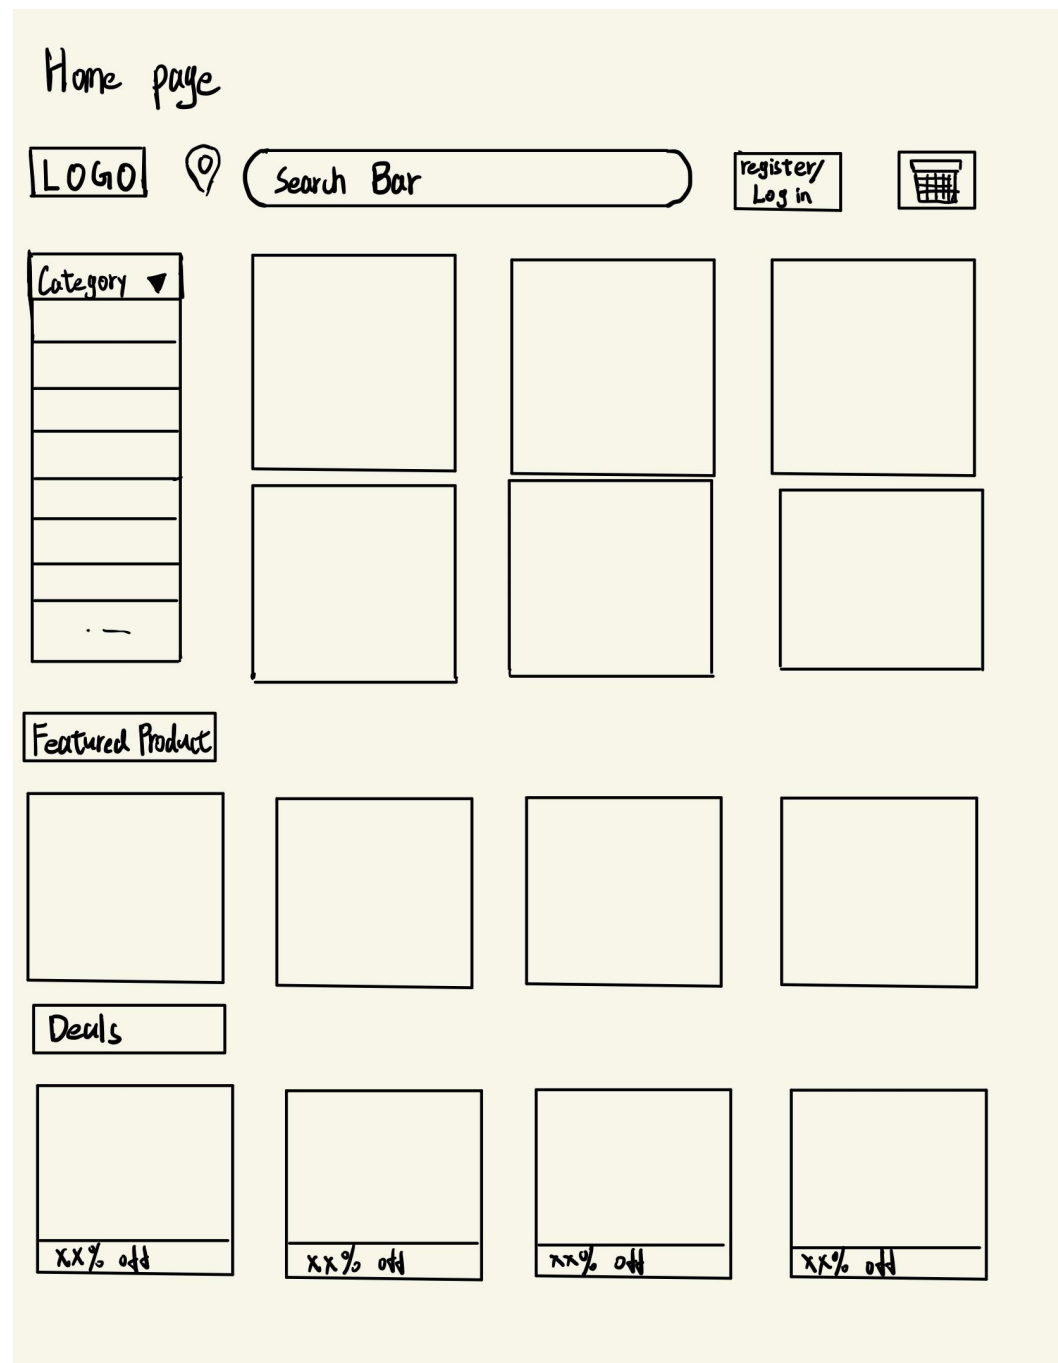 Home page
LOGO
Search Bar
register/
Log in
Category
Featured Product
Deals
xx% off
xx% off
xx% off
xx% off